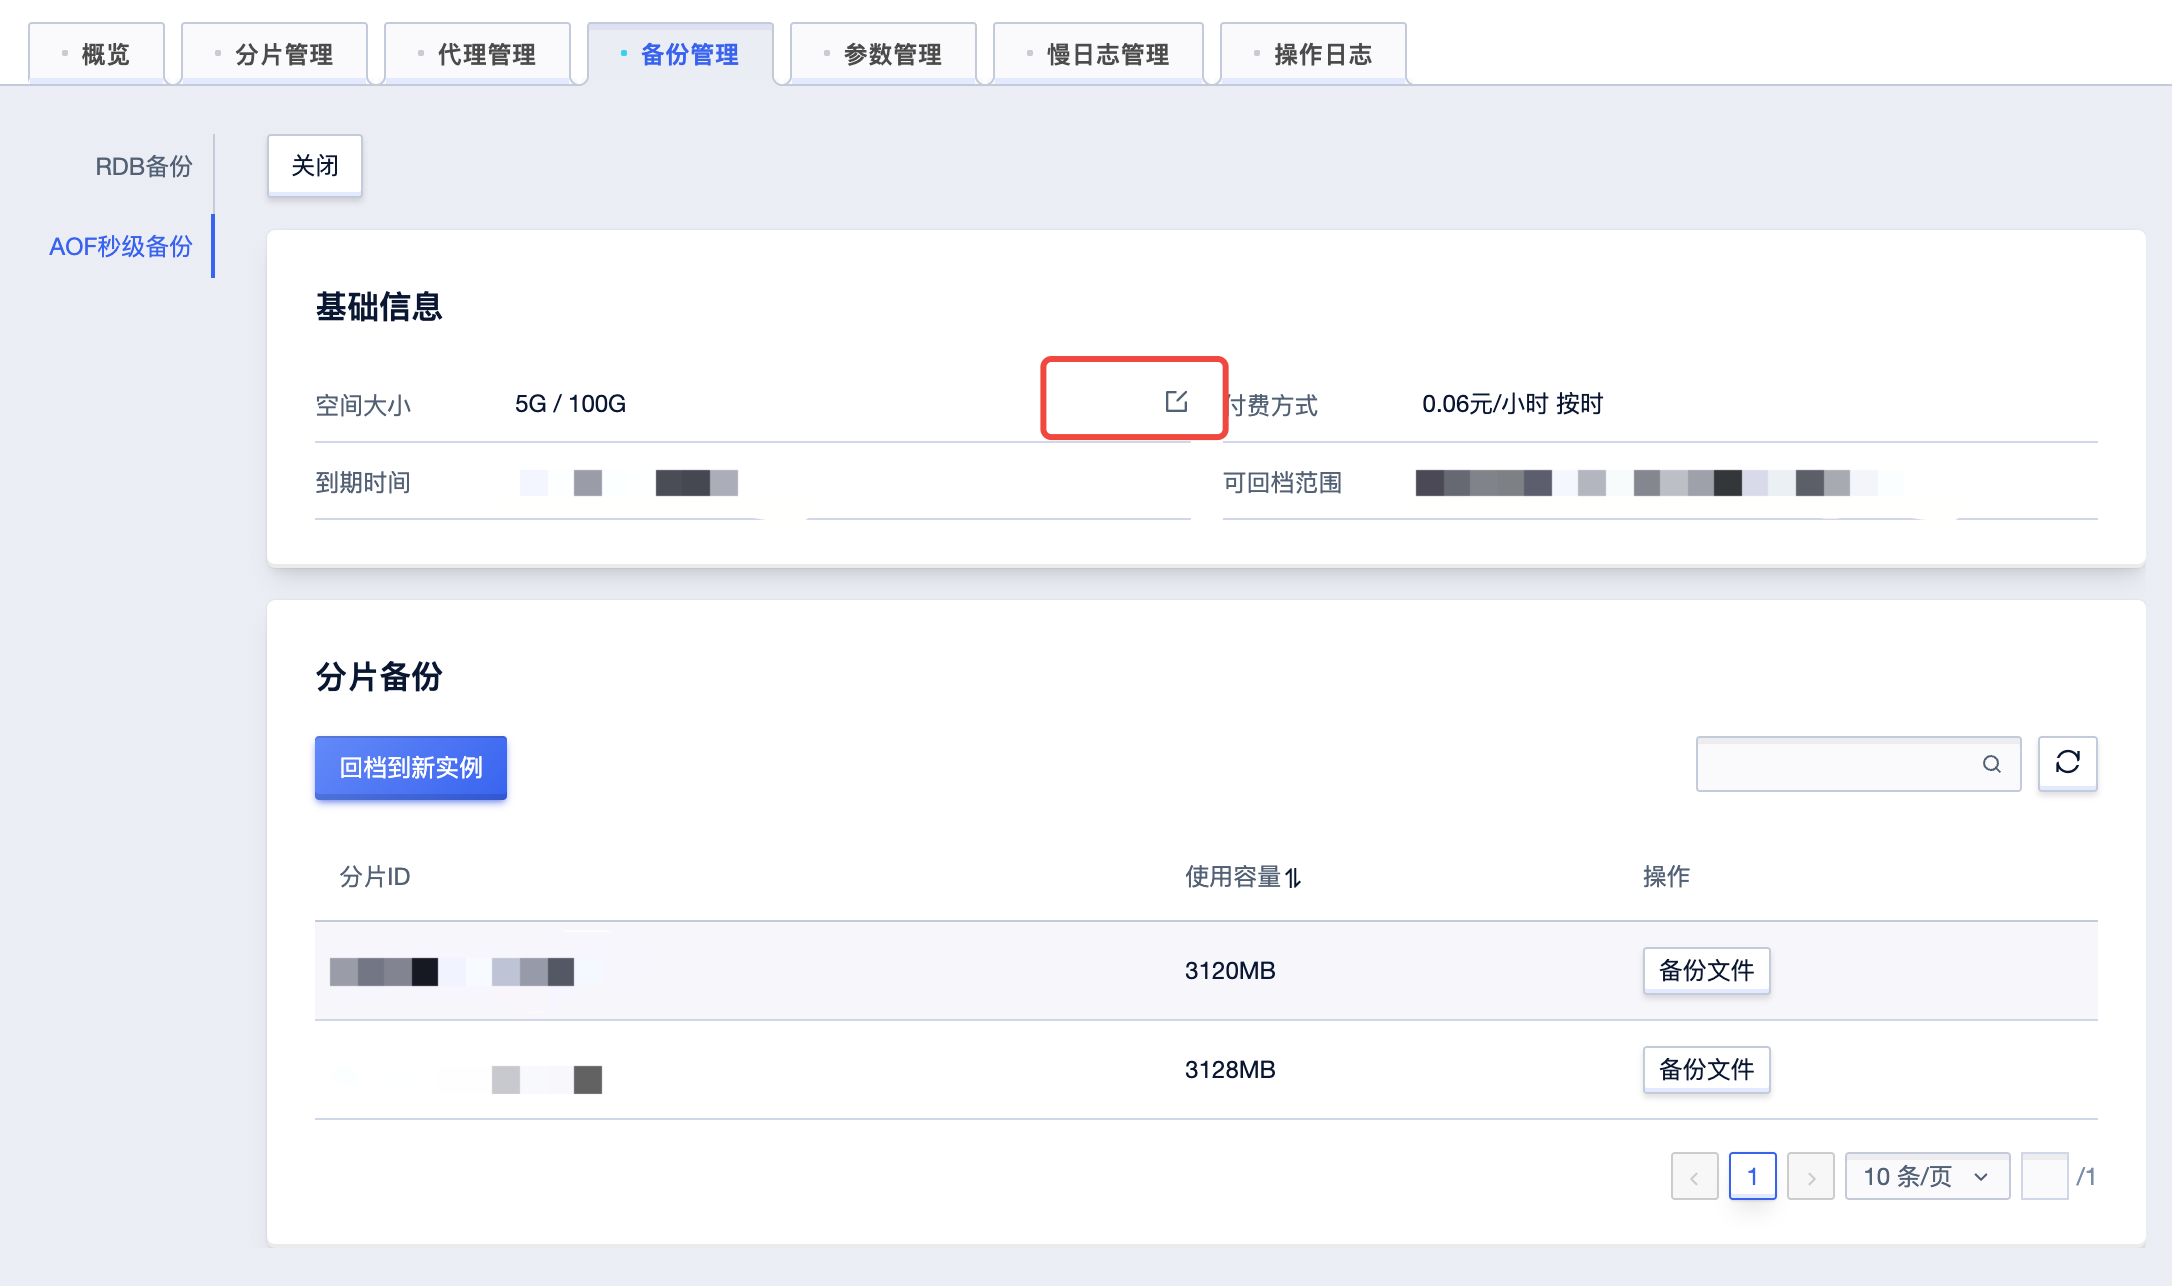 概览 分片管理 代理管理 备份管理 参数管理 慢日志管理 操作日志
RDB备份
AOF秒级备份
关闭
基础信息
空间大小 5G / 100G 付费方式 0.06元/小时 按时
到期时间 可回档范围
分片备份
回档到新实例
分片ID 使用容量 操作
3120MB 备份文件
3128MB 备份文件
1 10 条/页 /1